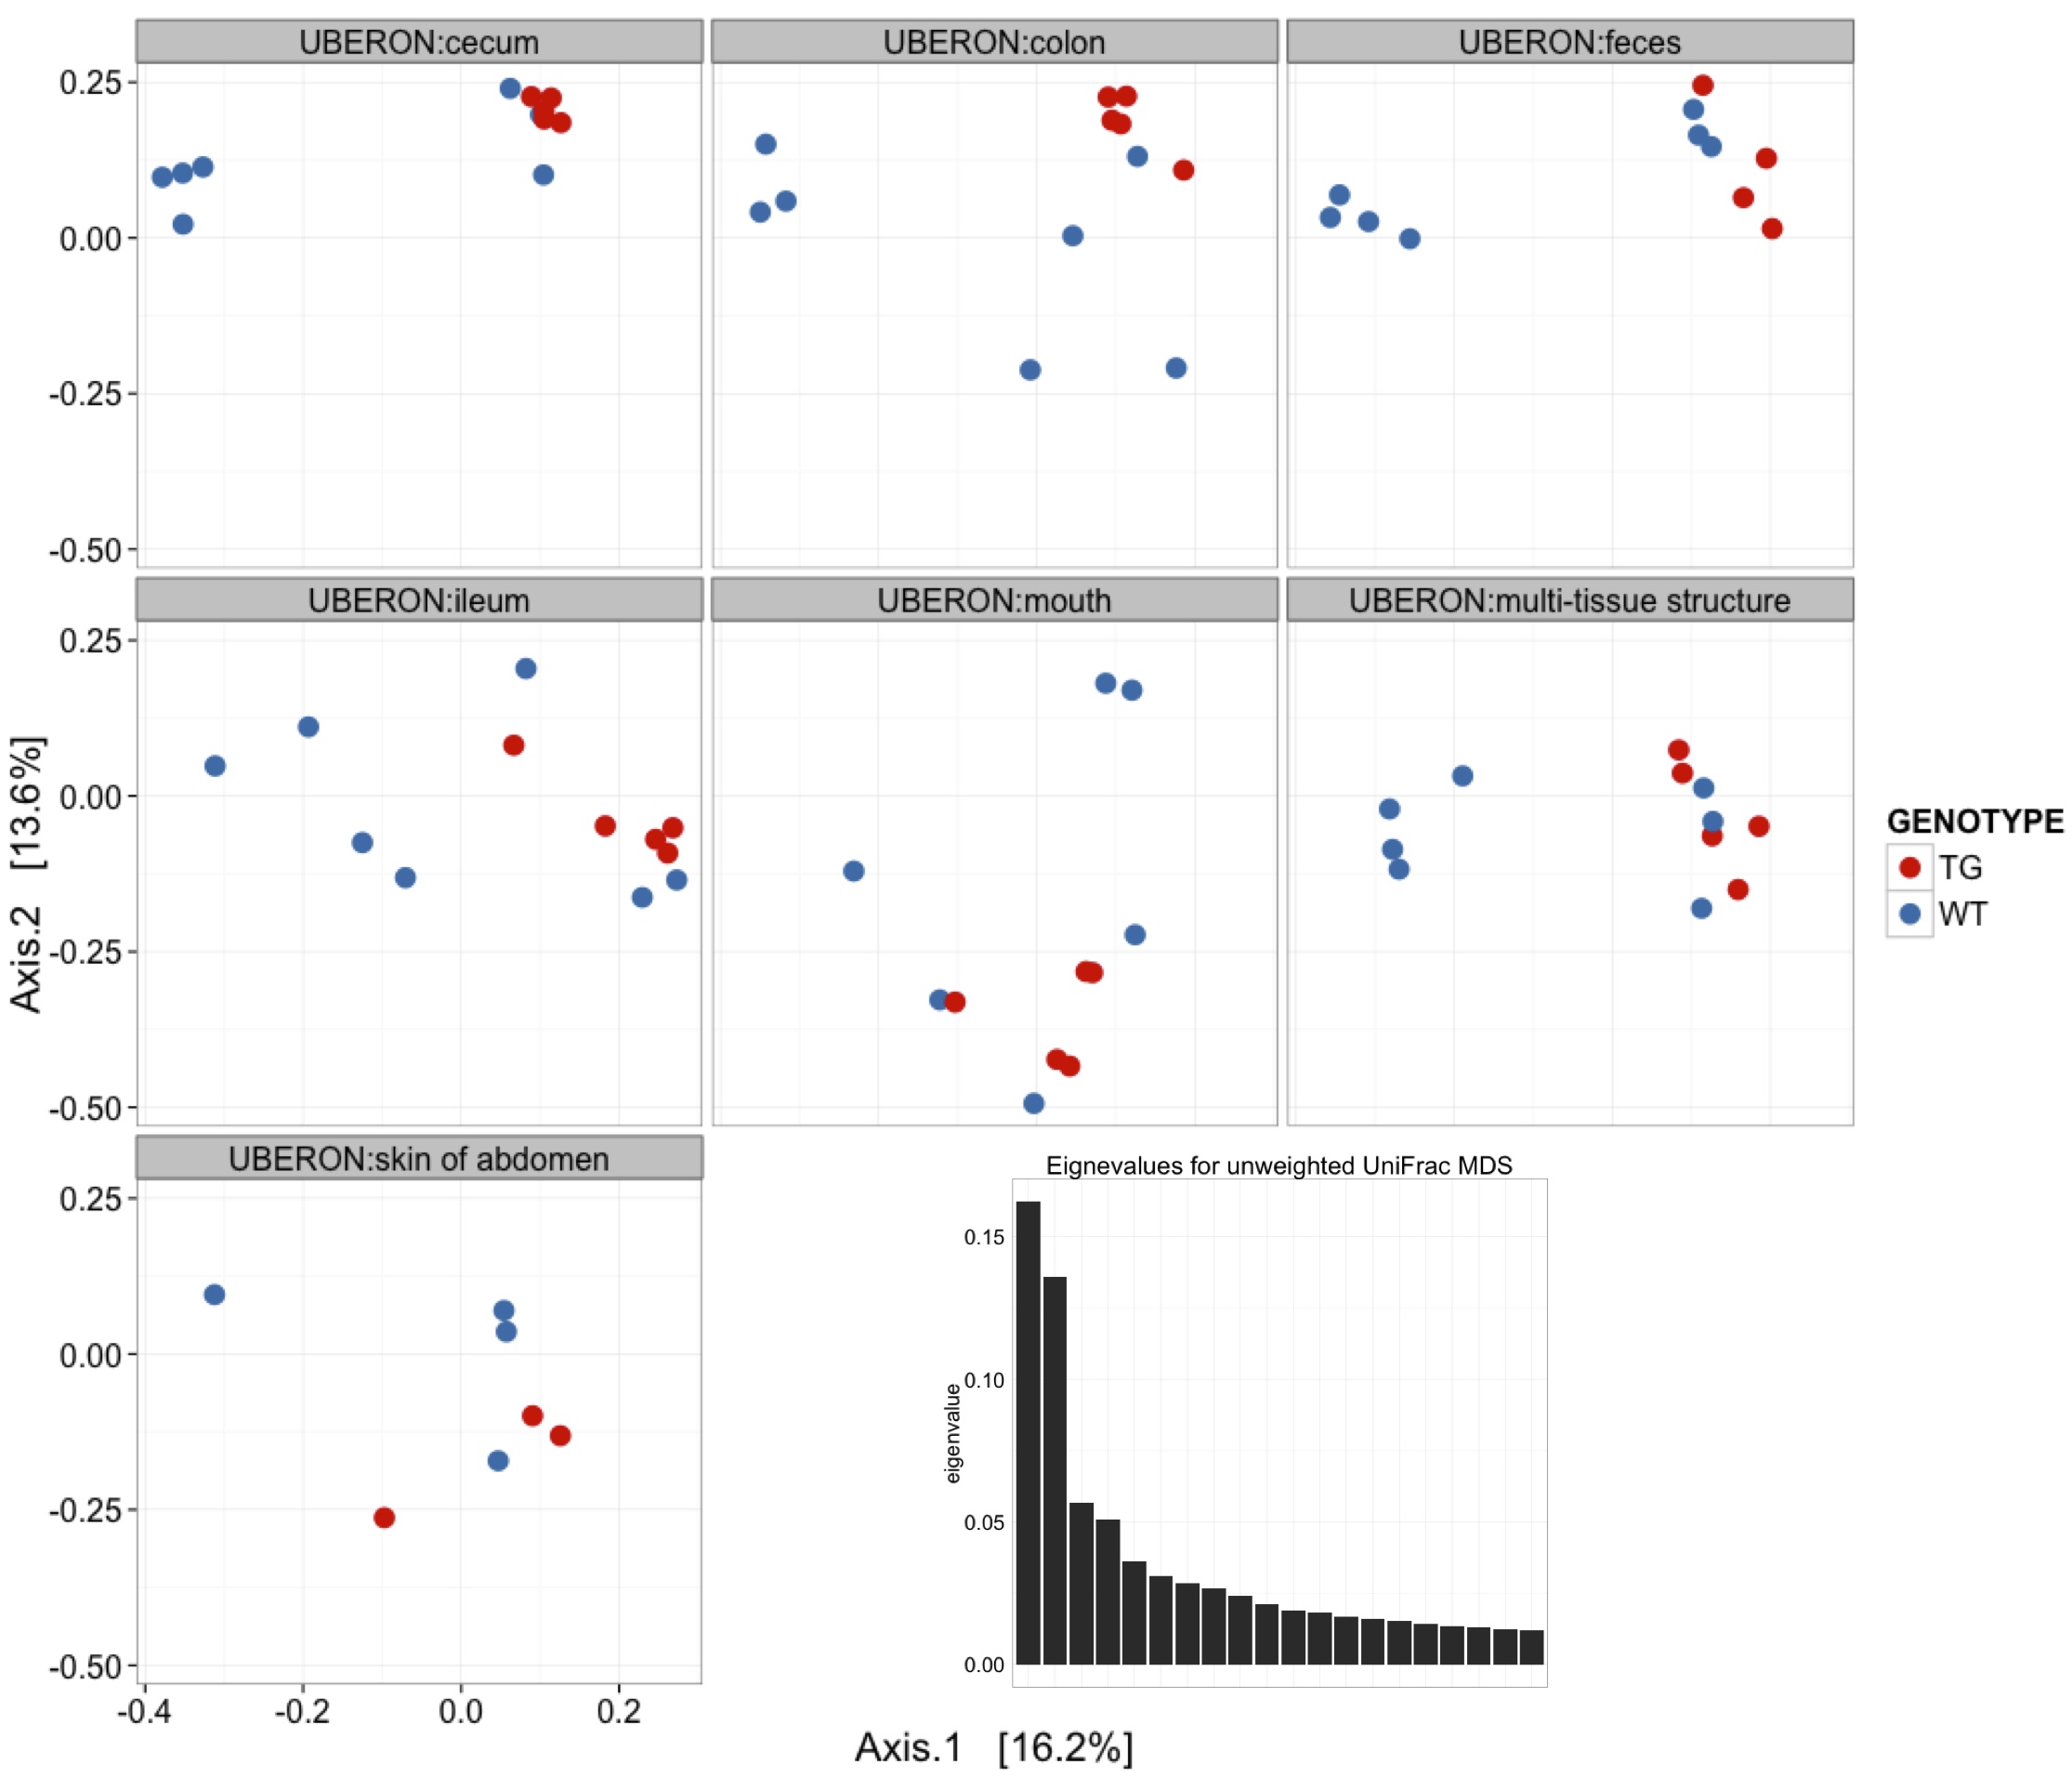 UBERON:cecum UBERON:colon UBERON:feces
0.25
0.00
-0.25
-0.50
UBERON:ileum UBERON:mouth UBERON:multi-tissue structure
0.25
0.00
-0.25
-0.50
Axis.2 [13.6%]
GENOTYPE
TG
WT
UBERON:skin of abdomen
0.25
0.00
-0.25
-0.50
-0.4 -0.2 0.0 0.2
Eignevalues for unweighted UniFrac MDS
0.15
0.10
0.05
0.00
eigenvalue
Axis.1 [16.2%]